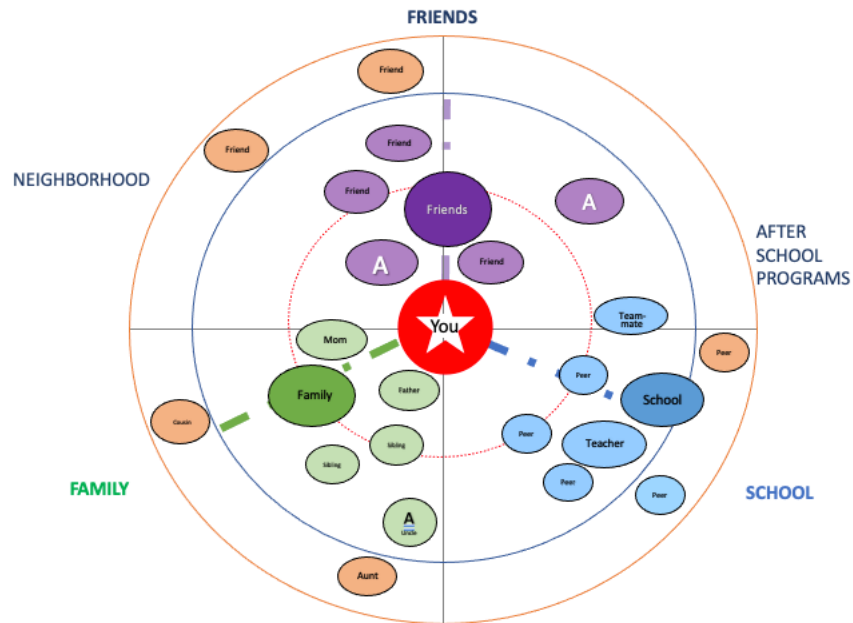 FRIENDS
Friend
Friend
Friend
NEIGHBORHOOD
Friend
Friends
A
AFTER
SCHOOL
PROGRAMS
A
Friend
You
Team-
mate
Mom
Peer
Peer
Father
Family
School
Cousin
Peer
Sibling
Teacher
Sibling
Peer
FAMILY
Peer
SCHOOL
A
Uncle
Aunt